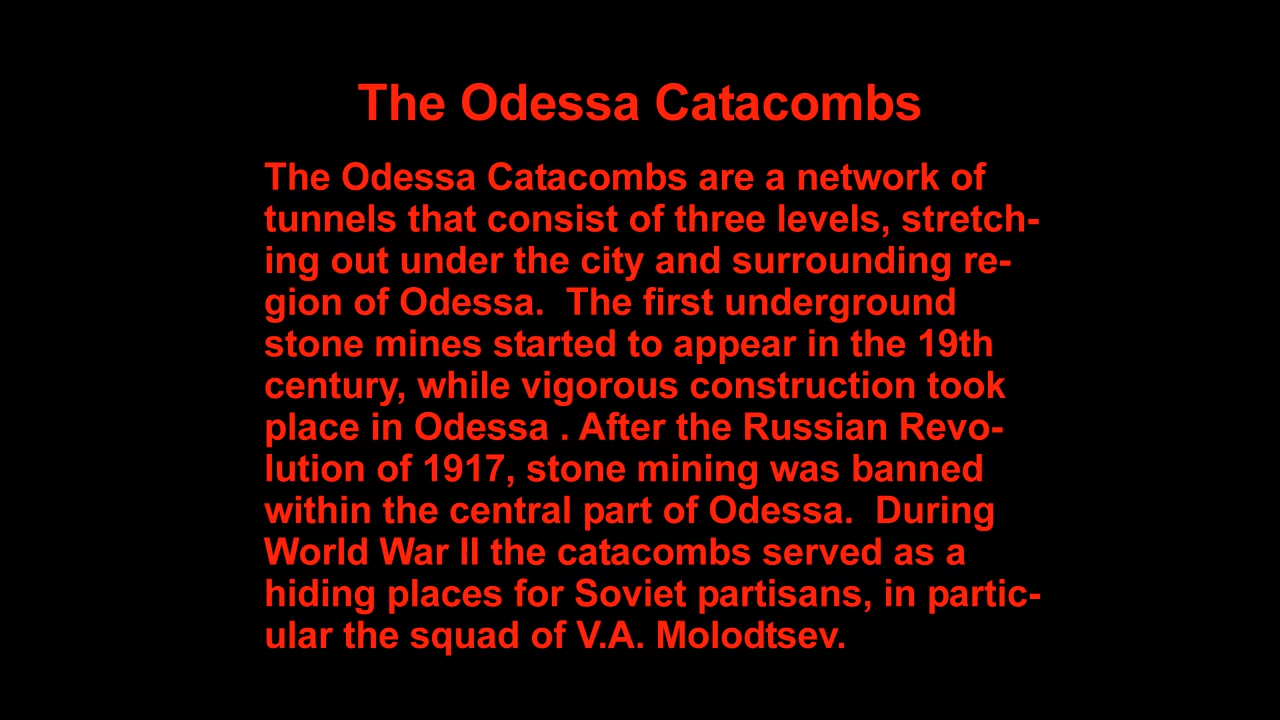 The Odessa Catacombs
The Odessa Catacombs are a network of
tunnels that consist of three levels, stretch-
ing out under the city and surrounding re-
gion of Odessa.  The first underground
stone mines started to appear in the 19th
century, while vigorous construction took
place in Odessa . After the Russian Revo-
lution of 1917, stone mining was banned
within the central part of Odessa.  During
World War II the catacombs served as a
hiding places for Soviet partisans, in partic-
ular the squad of V.A. Molodtsev.